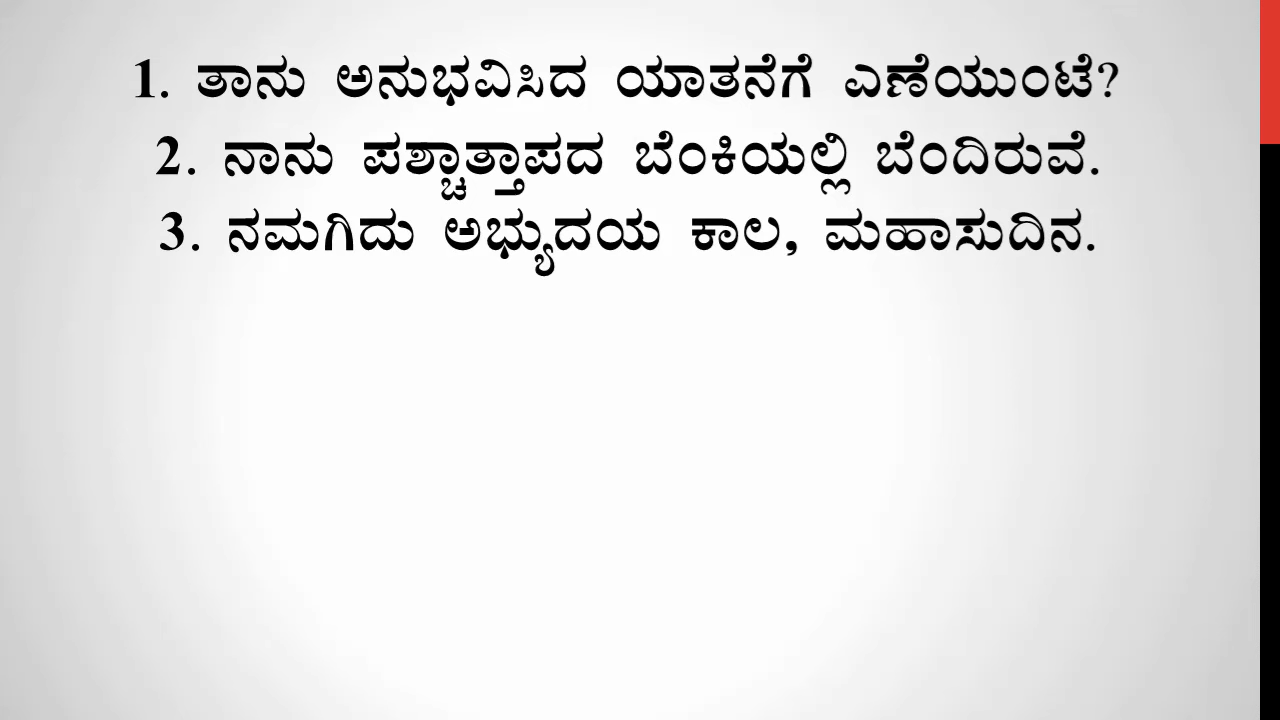 1. ತಾನು ಅನುಭವಿಸಿದ ಯಾತನೆಗೆ ಎಣೆಯುಂಟೆ?
2. ನಾನು ಪಶ್ಚಾತ್ತಾಪದ ಬೆಂಕಿಯಲ್ಲಿ ಬೆಂದಿರುವೆ.
3. ನಮಗಿದು ಅಭ್ಯುದಯ ಕಾಲ, ಮಹಾಸುದಿನ.